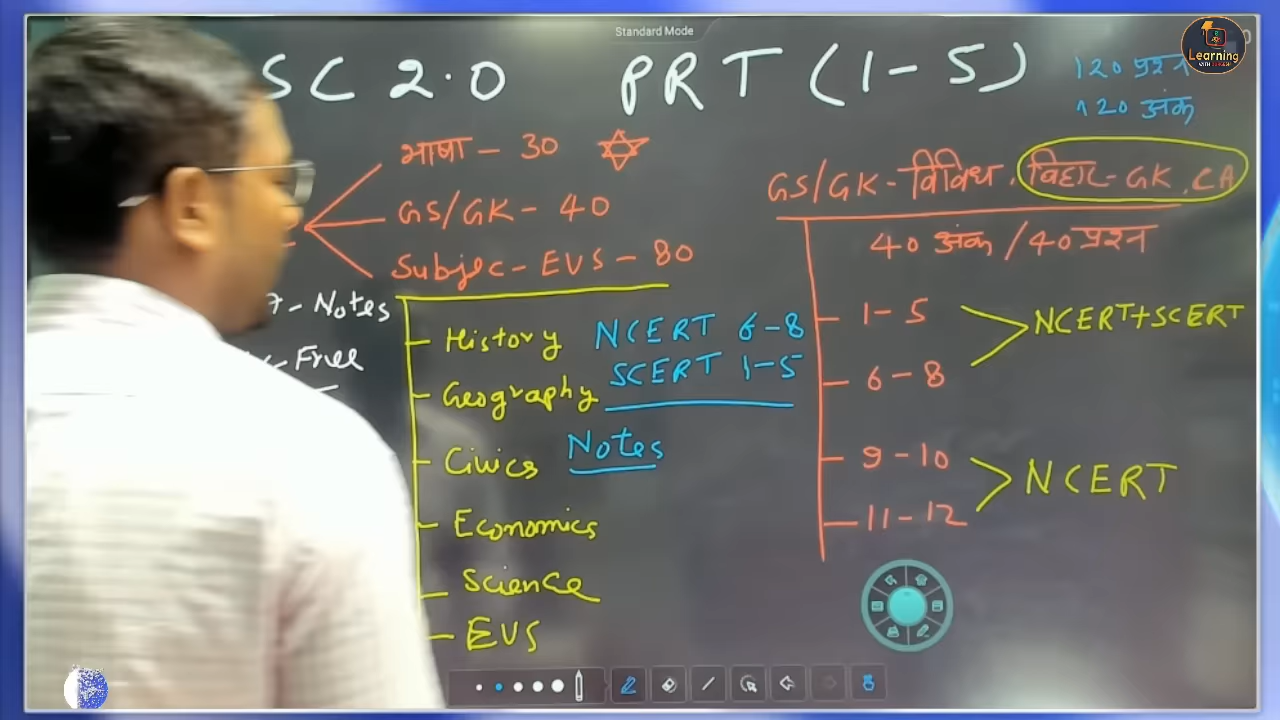 Standard Mode
Learning
SC 2.0 PRT (1-5)
120 प्रश्न
120 अंक
भाषा - 30
GS/GK - 40
Subjec - EVS - 80
GS/GK - विविध, बिहार - GK, CA
40 अंक / 40 प्रश्न
- Notes
- Free
History NCERT 6-8
SCERT 1-5
Geography
Civics Notes
Economics
Science
EVS
1-5
6-8
NCERT+SCERT
9-10
11-12
NCERT